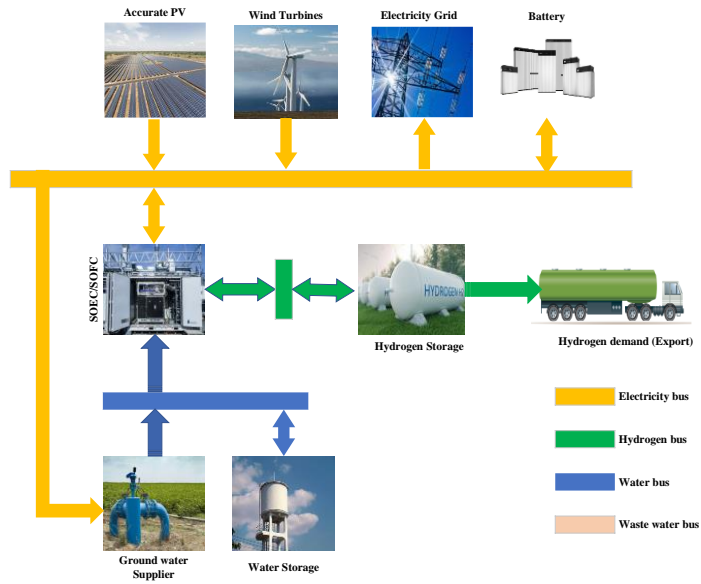 Accurate PV
Wind Turbines
Electricity Grid
Battery
SOEC/SOFC
HYDROGEN H
Hydrogen Storage
Hydrogen demand (Export)
Electricity bus
Hydrogen bus
Water bus
Waste water bus
Ground water
Supplier
Water Storage